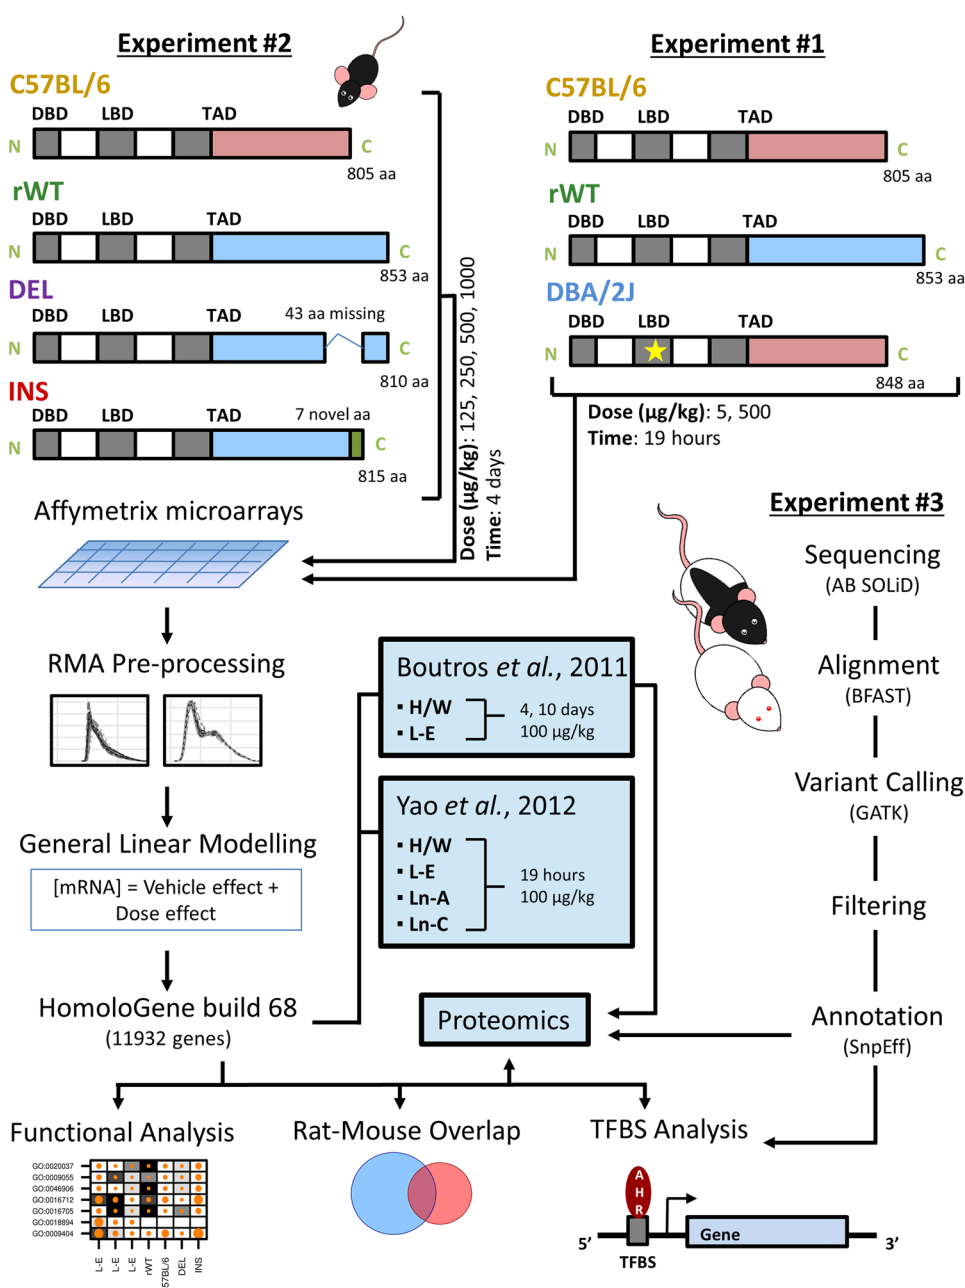 Experiment #2
C57BL/6
DBD LBD TAD
N C
805 aa
rWT
DBD LBD TAD
N C
853 aa
DEL
43 aa missing
DBD LBD TAD
N C
810 aa
INS
7 novel aa
DBD LBD TAD
N C
815 aa
Dose (µg/kg): 125, 250, 500, 1000
Time: 4 days
Experiment #1
C57BL/6
DBD LBD TAD
N C
805 aa
rWT
DBD LBD TAD
N C
853 aa
DBA/2J
DBD LBD TAD
N C
848 aa
Dose (µg/kg): 5, 500
Time: 19 hours
Affymetrix microarrays
RMA Pre-processing
General Linear Modelling
[mRNA] = Vehicle effect +
Dose effect
HomoloGene build 68
(11932 genes)
Boutros et al., 2011
▪ H/W
▪ L-E
4, 10 days
100 µg/kg
Yao et al., 2012
▪ H/W
▪ L-E
▪ Ln-A
▪ Ln-C
19 hours
100 µg/kg
Proteomics
Experiment #3
Sequencing
(AB SOLiD)
Alignment
(BFAST)
Variant Calling
(GATK)
Filtering
Annotation
(SnpEff)
Functional Analysis
GO:0020037
GO:0009055
GO:0046906
GO:0016712
GO:0016705
GO:0018894
GO:0009404
L-E
L-E
L-E
rWT
57BL/6
DEL
INS
Rat-Mouse Overlap
TFBS Analysis
AHR
5’ Gene 3’
TFBS